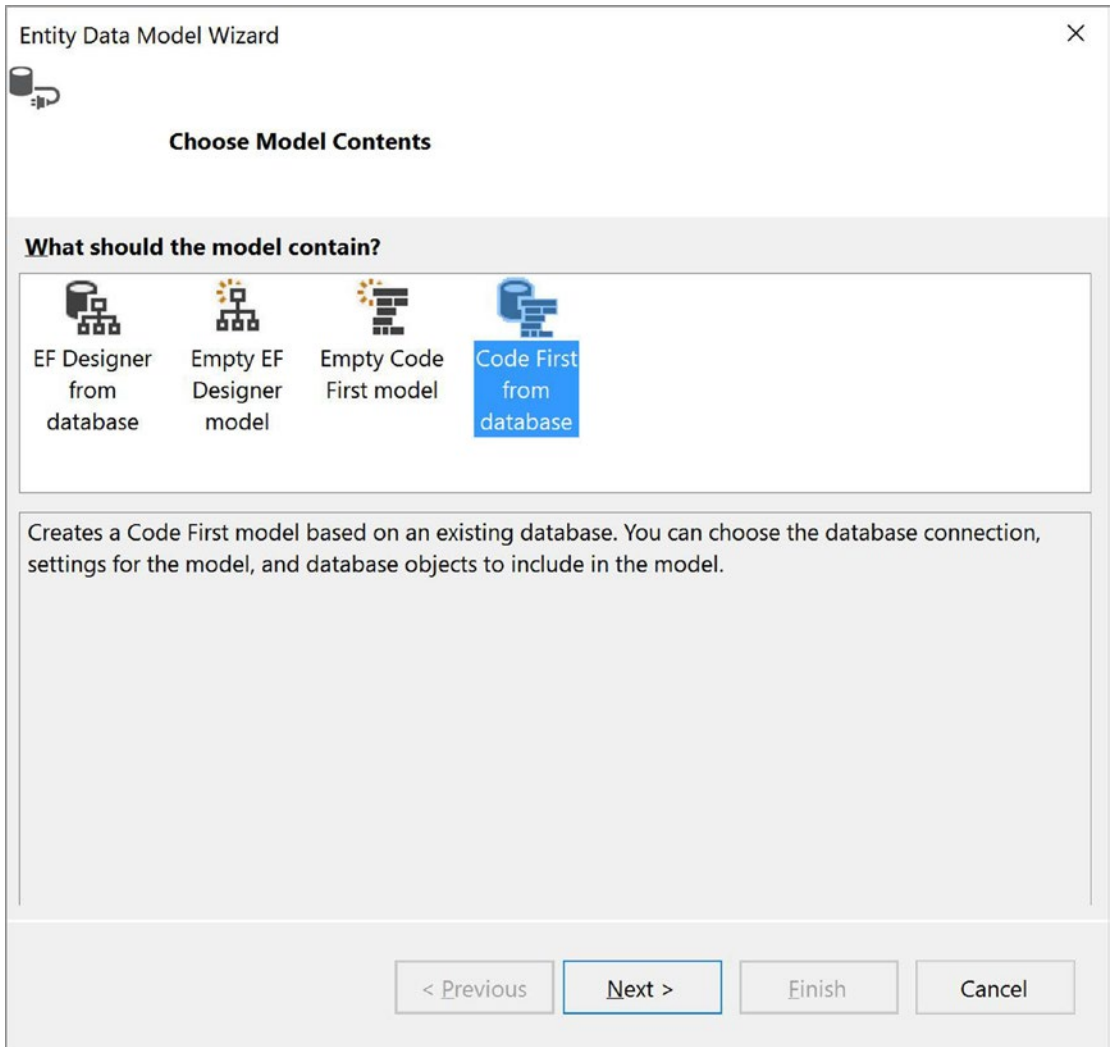 Entity Data Model Wizard
Choose Model Contents
What should the model contain?
EF Designer
from
database
Empty EF
Designer
model
Empty Code
First model
Code First
from
database
Creates a Code First model based on an existing database. You can choose the database connection,
settings for the model, and database objects to include in the model.
< Previous
Next >
Finish
Cancel